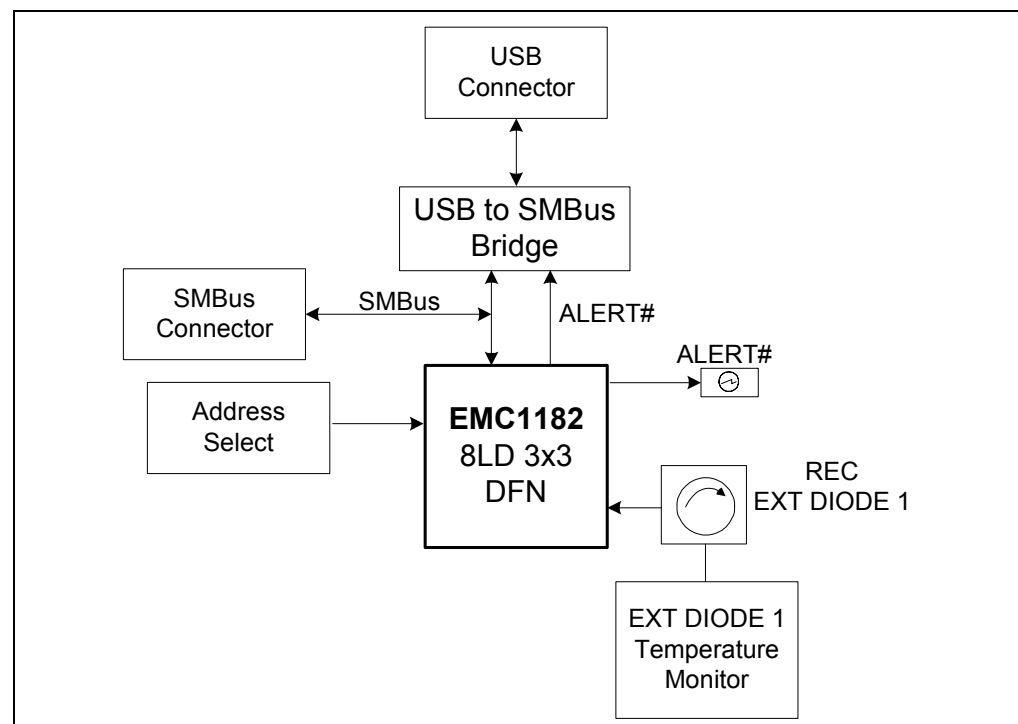 USB
Connector
USB to SMBus
Bridge
SMBus
Connector
SMBus
ALERT#
ALERT#
Address
Select
EMC1182
8LD 3x3
DFN
REC
EXT DIODE 1
EXT DIODE 1
Temperature
Monitor